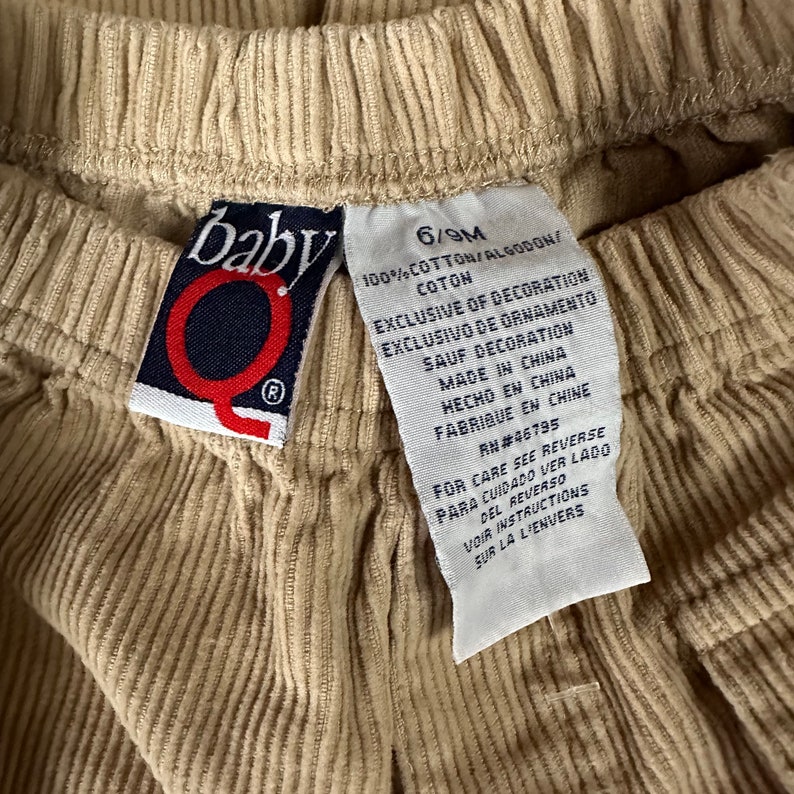 baby
Q
®
6/9M
100% COTTON/ALGODON/
COTON
EXCLUSIVE OF DECORATION
EXCLUSIVO DE ORNAMENTO
SAUF DECORATION
MADE IN CHINA
HECHO EN CHINA
FABRIQUE EN CHINE
RN#46795
FOR CARE SEE REVERSE
PARA CUIDADO VER LADO
DEL REVERSO
VOIR INSTRUCTIONS
SUR LA L'ENVERS